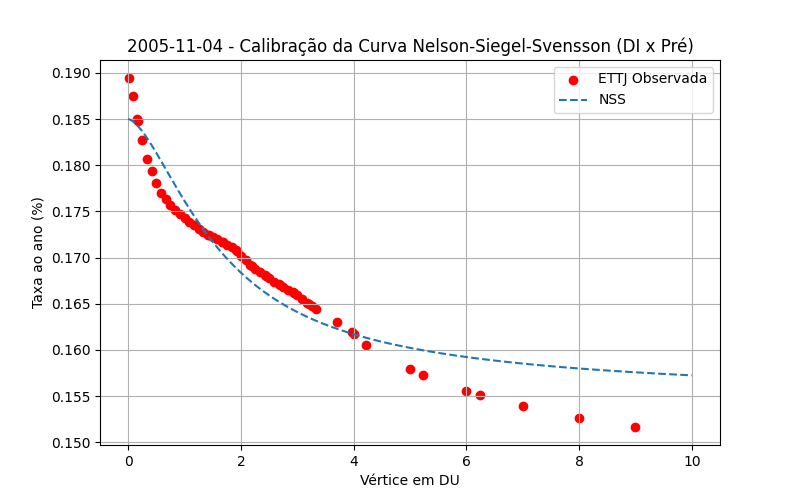 2005-11-04 - Calibração da Curva Nelson-Siegel-Svensson (DI x Pré)
ETTJ Observada
NSS
Taxa ao ano (%)
0.190
0.185
0.180
0.175
0.170
0.165
0.160
0.155
0.150
0 2 4 6 8 10
Vértice em DU